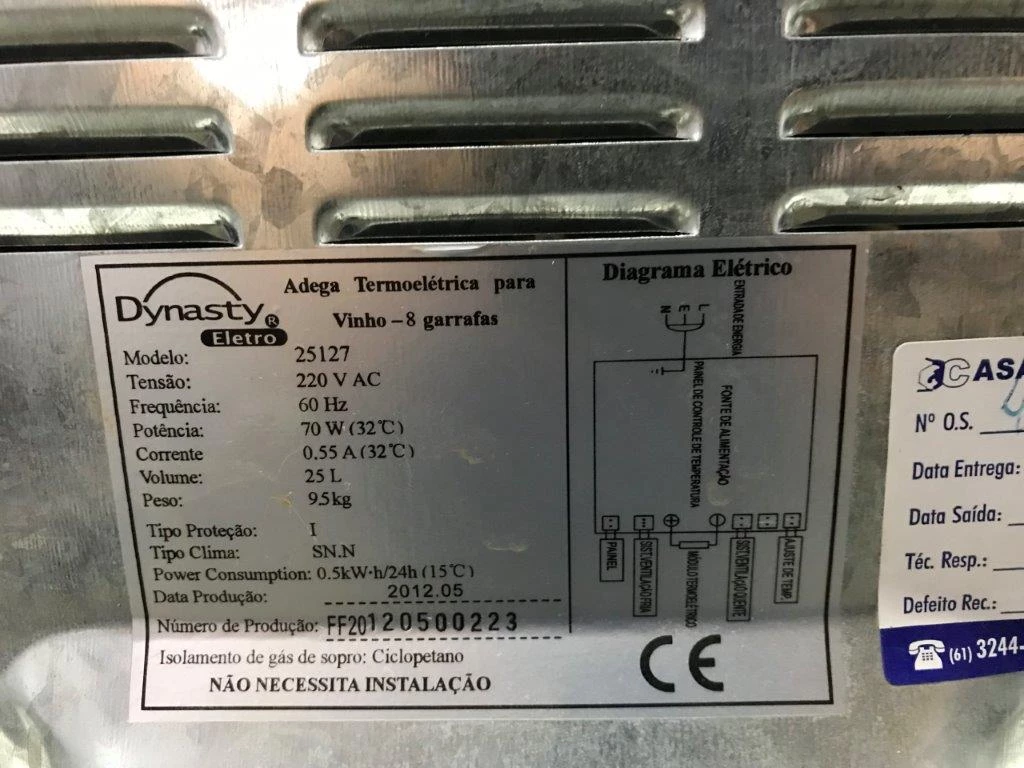 Dynasty ®
Eletro
Adega Termoelétrica para
Vinho – 8 garrafas
Modelo: 25127
Tensão: 220 V AC
Frequência: 60 Hz
Potência: 70 W (32℃)
Corrente 0.55 A (32℃)
Volume: 25 L
Peso: 9.5kg
Tipo Proteção: I
Tipo Clima: SN.N
Power Consumption: 0.5kW·h/24h (15℃)
Data Produção: 2012.05
Número de Produção: FF20120500223
Isolamento de gás de sopro: Ciclopetano
NÃO NECESSITA INSTALAÇÃO
Diagrama Elétrico
ENTRADA DE ENERGIA
L
E
N
FONTE DE ALIMENTAÇÃO
PAINEL DE CONTROLE DE TEMPERATURA
PAINEL
SIST.VENTILAÇÃO FRIA
MÓDULO TERMOELÉTRICO
SIST.VENTILAÇÃO QUENTE
AJUSTE DE TEMP.
CE
CASA
Nº O.S.
Data Entrega:
Data Saída:
Téc. Resp.:
Defeito Rec.:
(61) 3244-